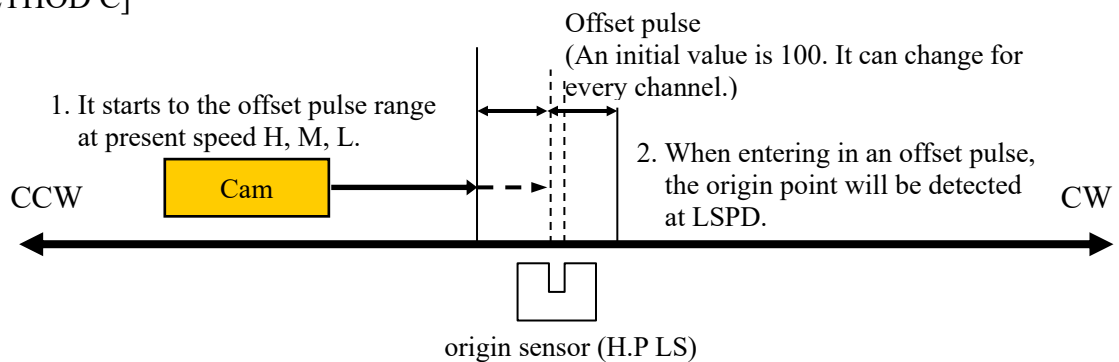 Offset pulse
(An initial value is 100. It can change for
every channel.)
1. It starts to the offset pulse range
at present speed H, M, L.
2. When entering in an offset pulse,
the origin point will be detected
at LSPD.
Cam
CCW
CW
origin sensor (H.P LS)